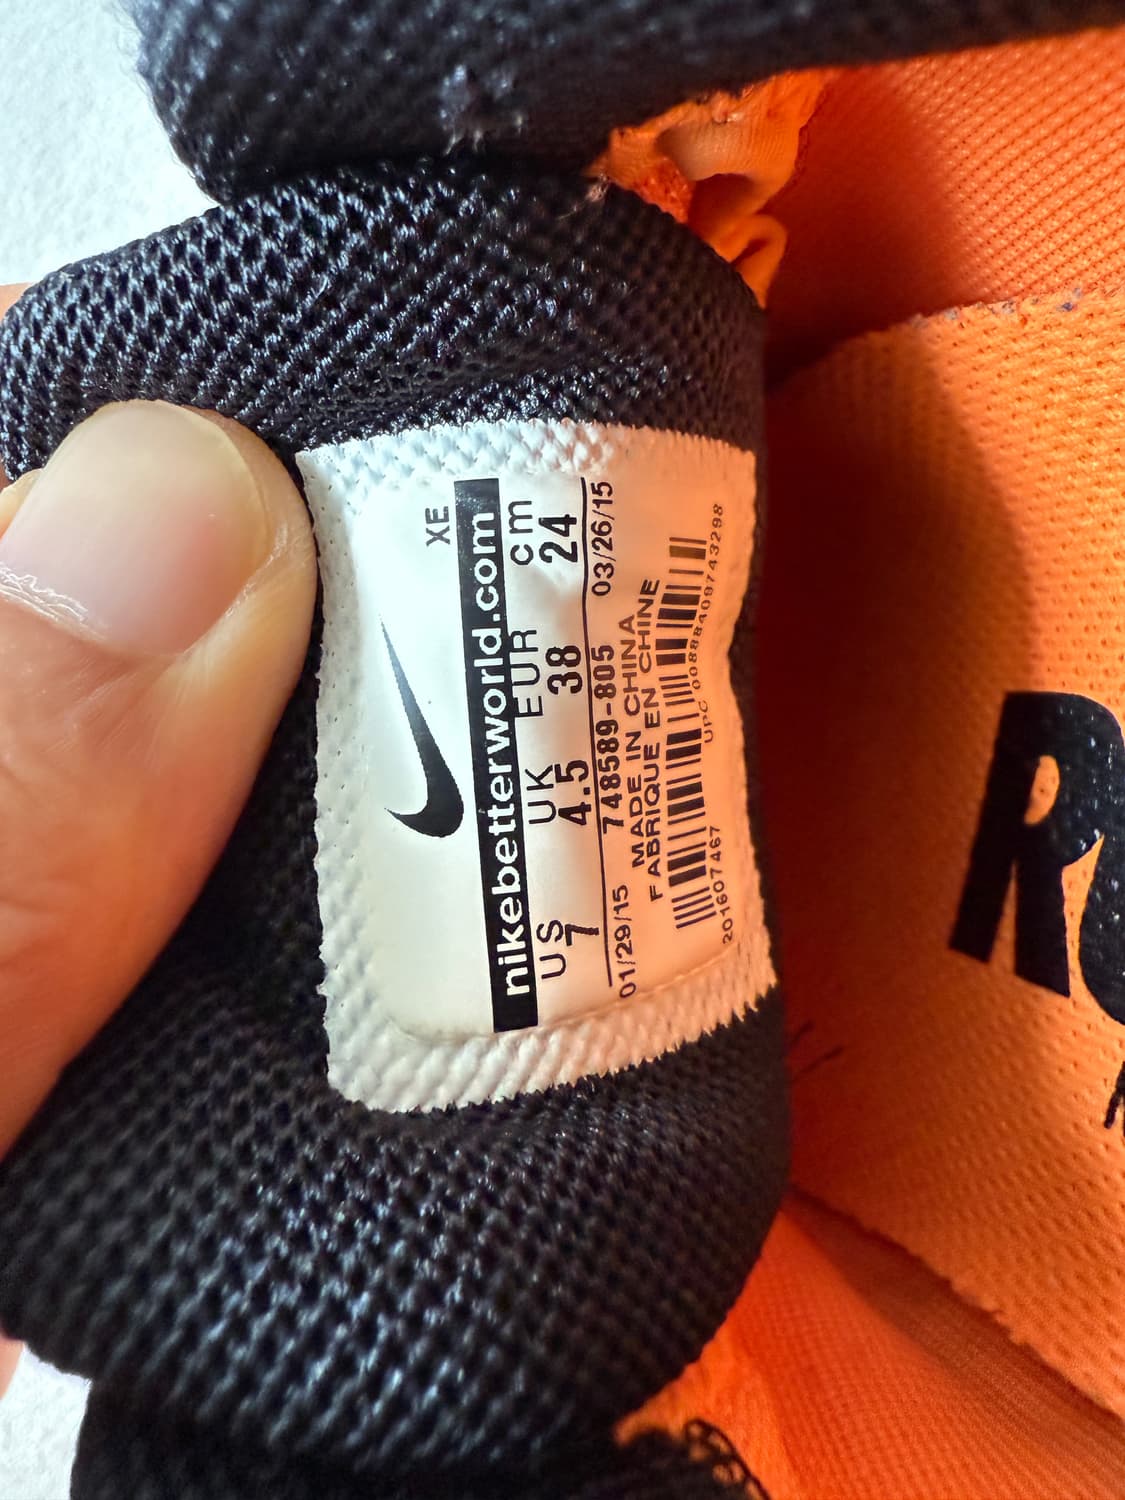 XE
nikebetterworld.com
US UK EUR cm
7 4.5 38 24
01/29/15 748589-805 03/26/15
MADE IN CHINA
FABRIQUE EN CHINE
201607467 UPC 00888409743298